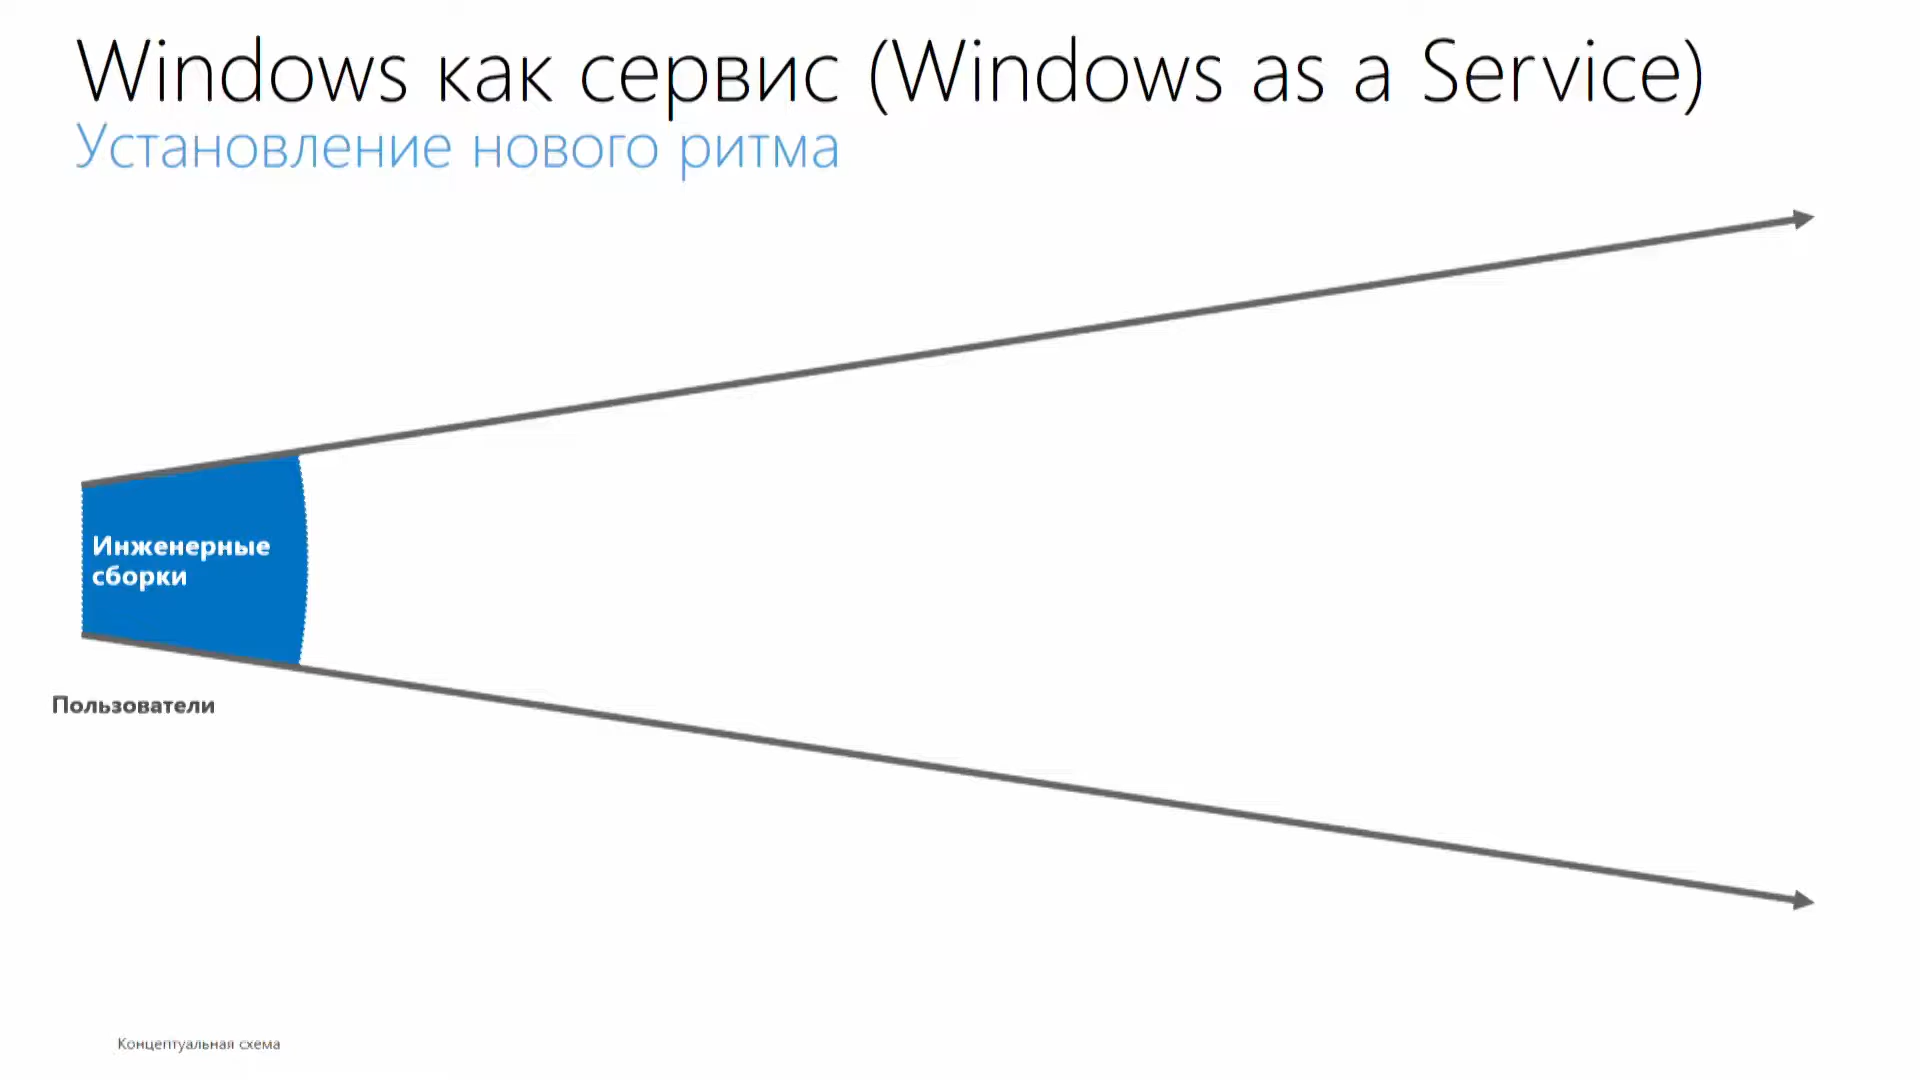 Windows как сервис (Windows as a Service)
Установление нового ритма
Инженерные
сборки
Пользователи
Концептуальная схема